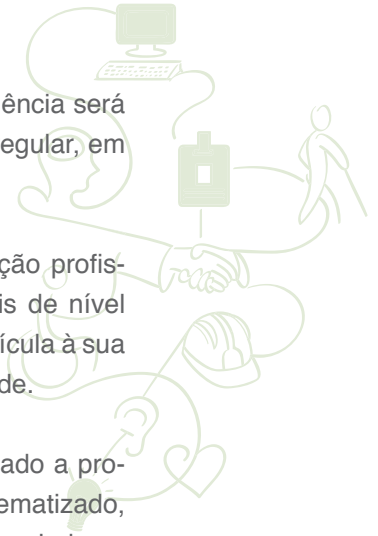 ência será
egular, em
ção profis-
is de nível
ícula à sua
de.
ado a pro-
ematizado,